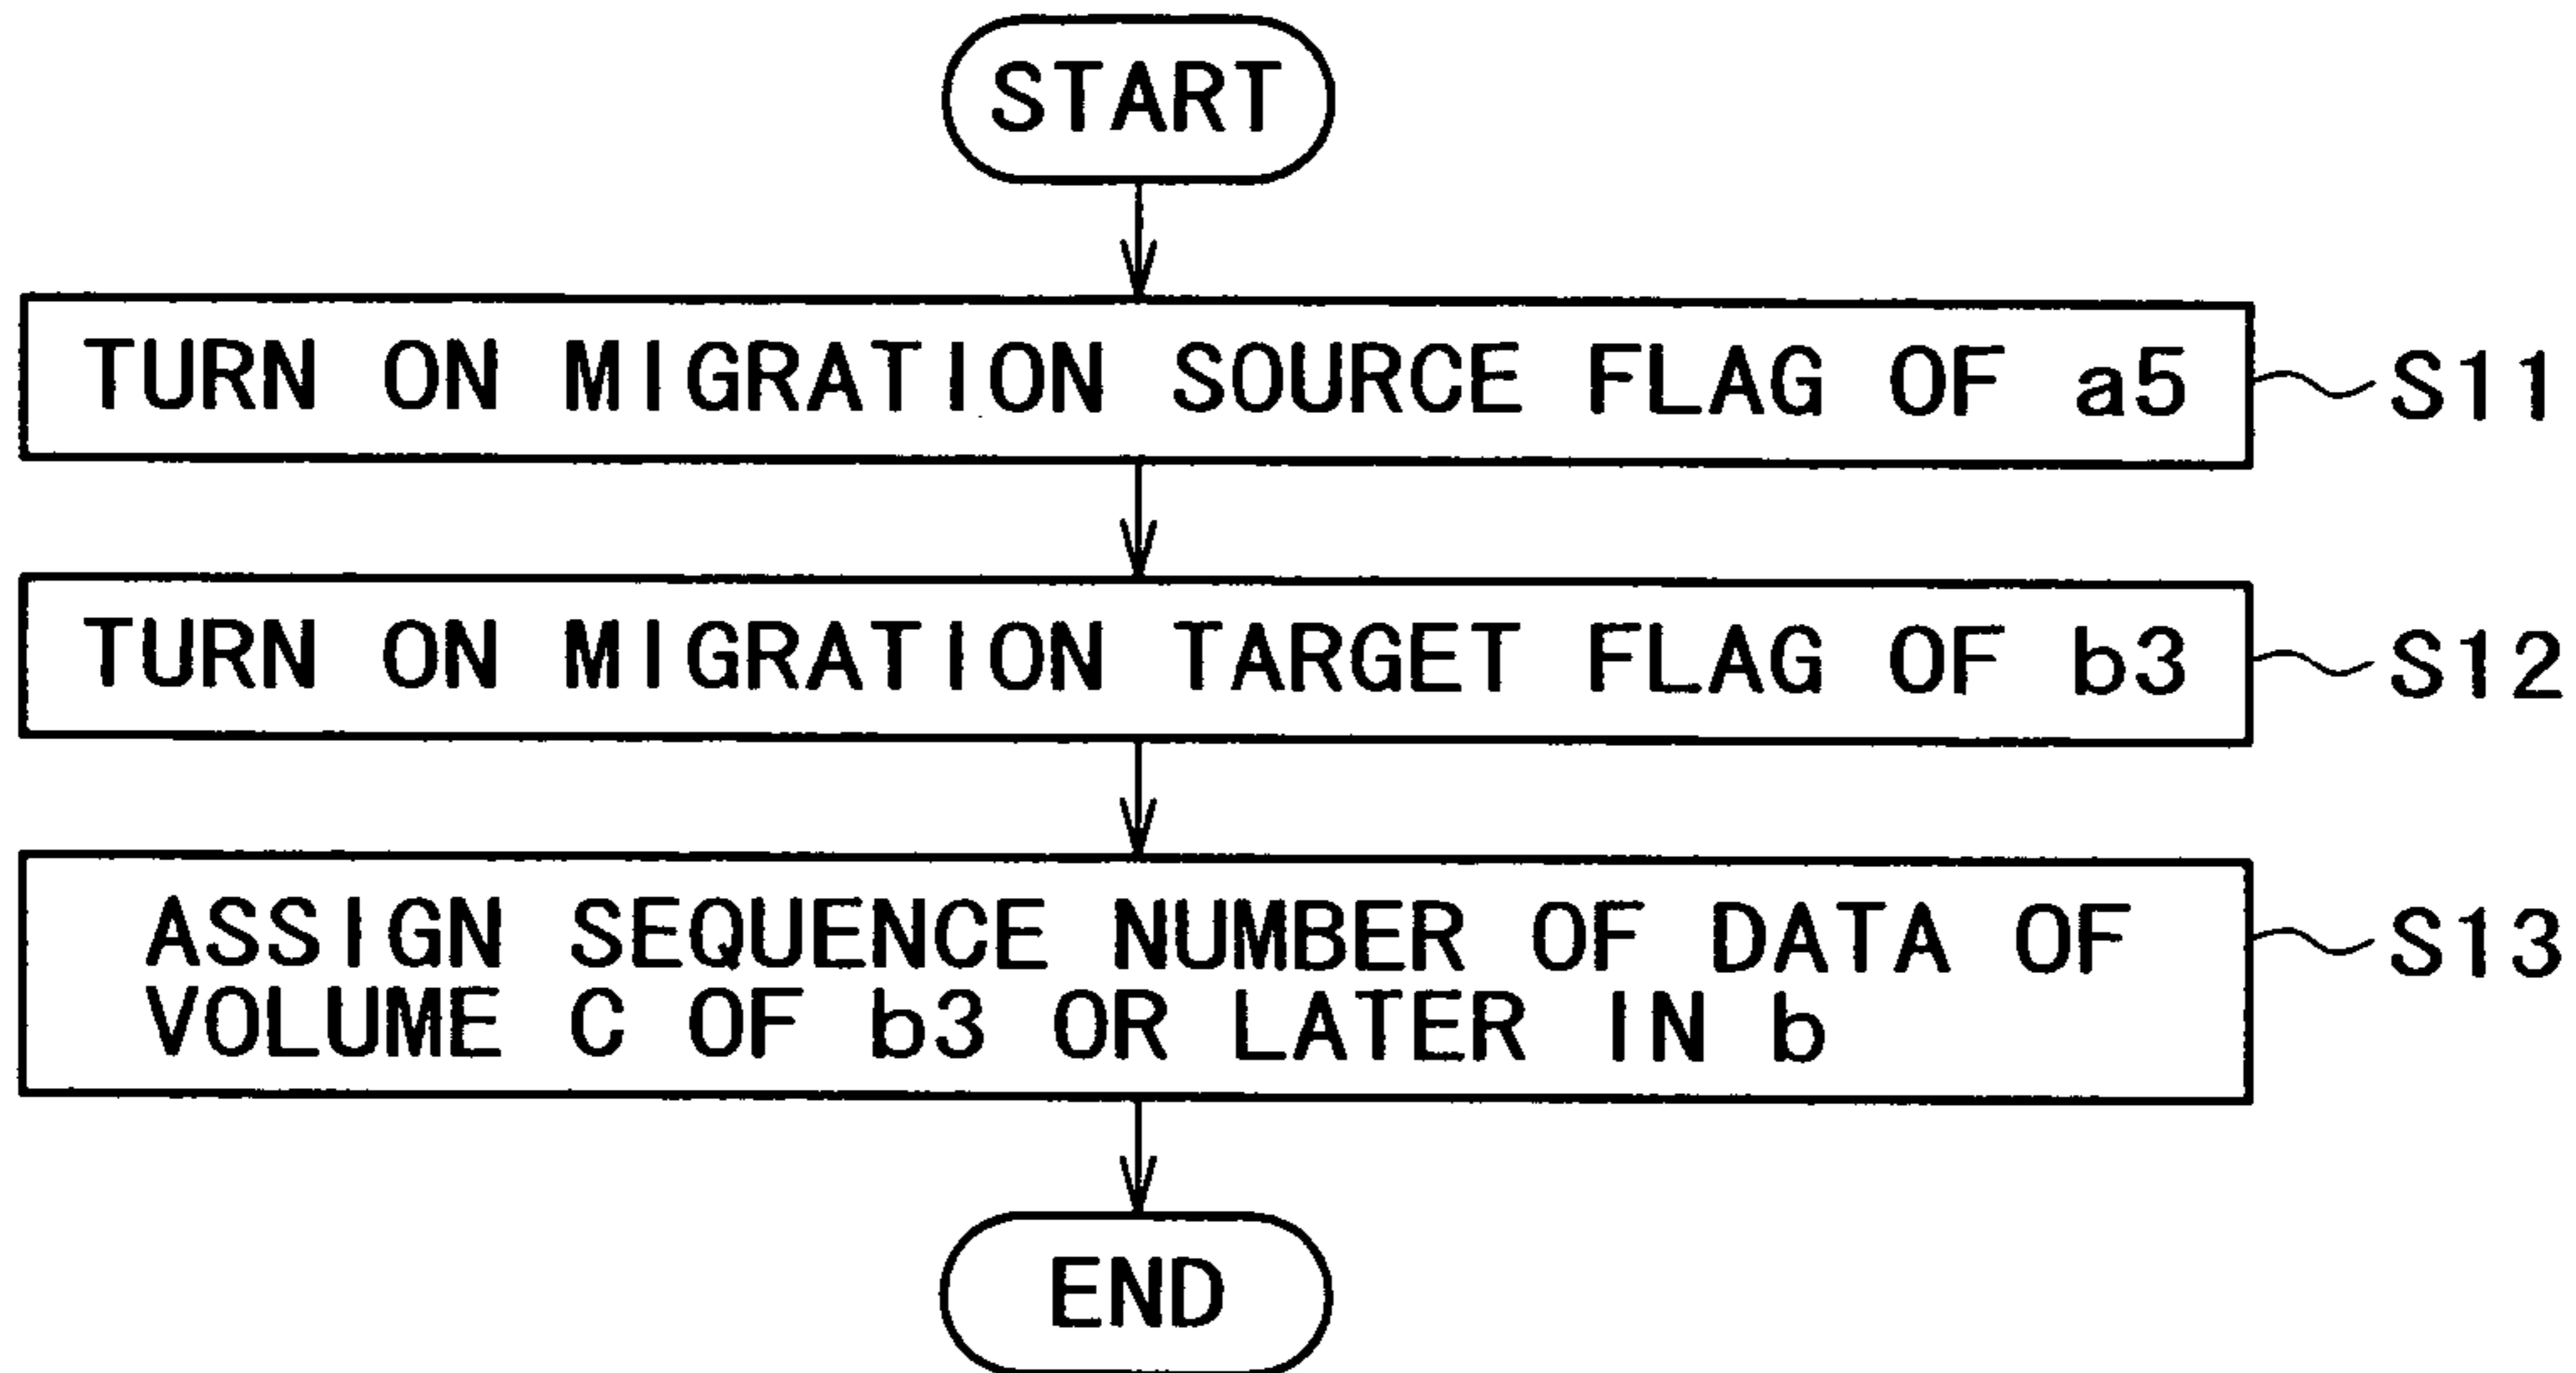 START
TURN ON MIGRATION SOURCE FLAG OF a5
S11
TURN ON MIGRATION TARGET FLAG OF b3
S12
ASSIGN SEQUENCE NUMBER OF DATA OF
VOLUME C OF b3 OR LATER IN b
S13
END